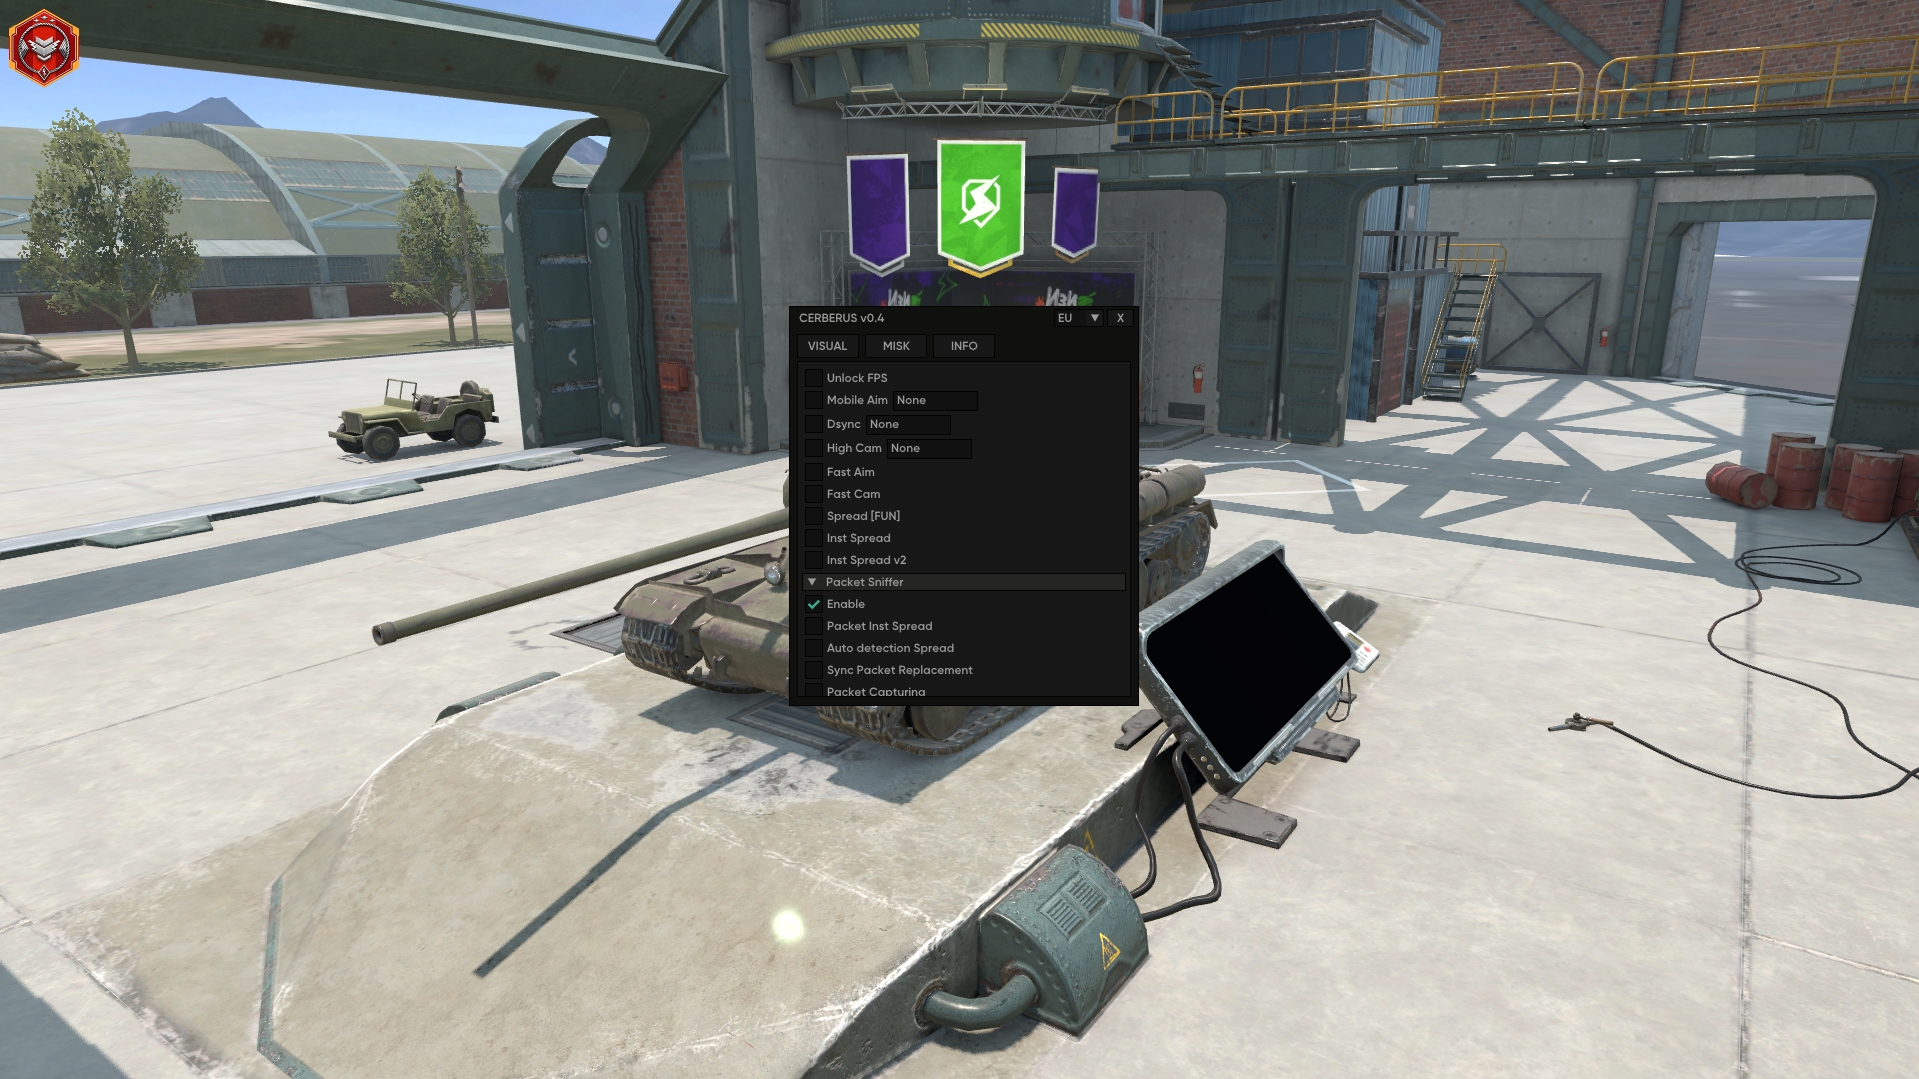 CERBERUS v0.4
EU
X
VISUAL
MISK
INFO
Unlock FPS
Mobile Aim None
Dsync None
High Cam None
Fast Aim
Fast Cam
Spread [FUN]
Inst Spread
Inst Spread v2
Packet Sniffer
Enable
Packet Inst Spread
Auto detection Spread
Sync Packet Replacement
Packet Capturing